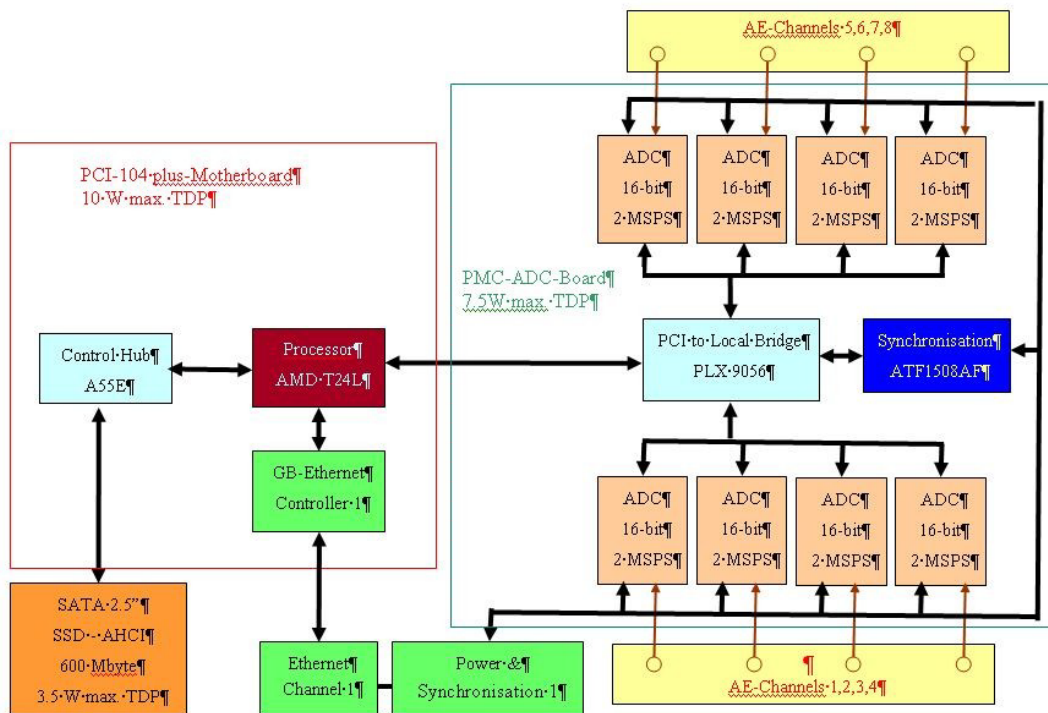 AE-Channels·5,6,7,8¶
PCI-104·plus-Motherboard¶
10·W·max.·TDP¶
ADC¶
16-bit¶
2·MSPS¶
ADC¶
16-bit¶
2·MSPS¶
ADC¶
16-bit¶
2·MSPS¶
ADC¶
16-bit¶
2·MSPS¶
PMC-ADC-Board¶
7.5W·max.·TDP¶
Control·Hub¶
A55E¶
Processor¶
AMD·T24L¶
PCI·to·Local·Bridge¶
PLX·9056¶
Synchronisation¶
ATF1508AF¶
GB-Ethernet¶
Controller·1¶
ADC¶
16-bit¶
2·MSPS¶
ADC¶
16-bit¶
2·MSPS¶
ADC¶
16-bit¶
2·MSPS¶
ADC¶
16-bit¶
2·MSPS¶
SATA·2.5”¶
SSD·-·AHCI¶
600·Mbyte¶
3.5·W·max.·TDP¶
Ethernet¶
Channel·1¶
Power·&¶
Synchronisation·1¶
¶
AE-Channels·1,2,3,4¶